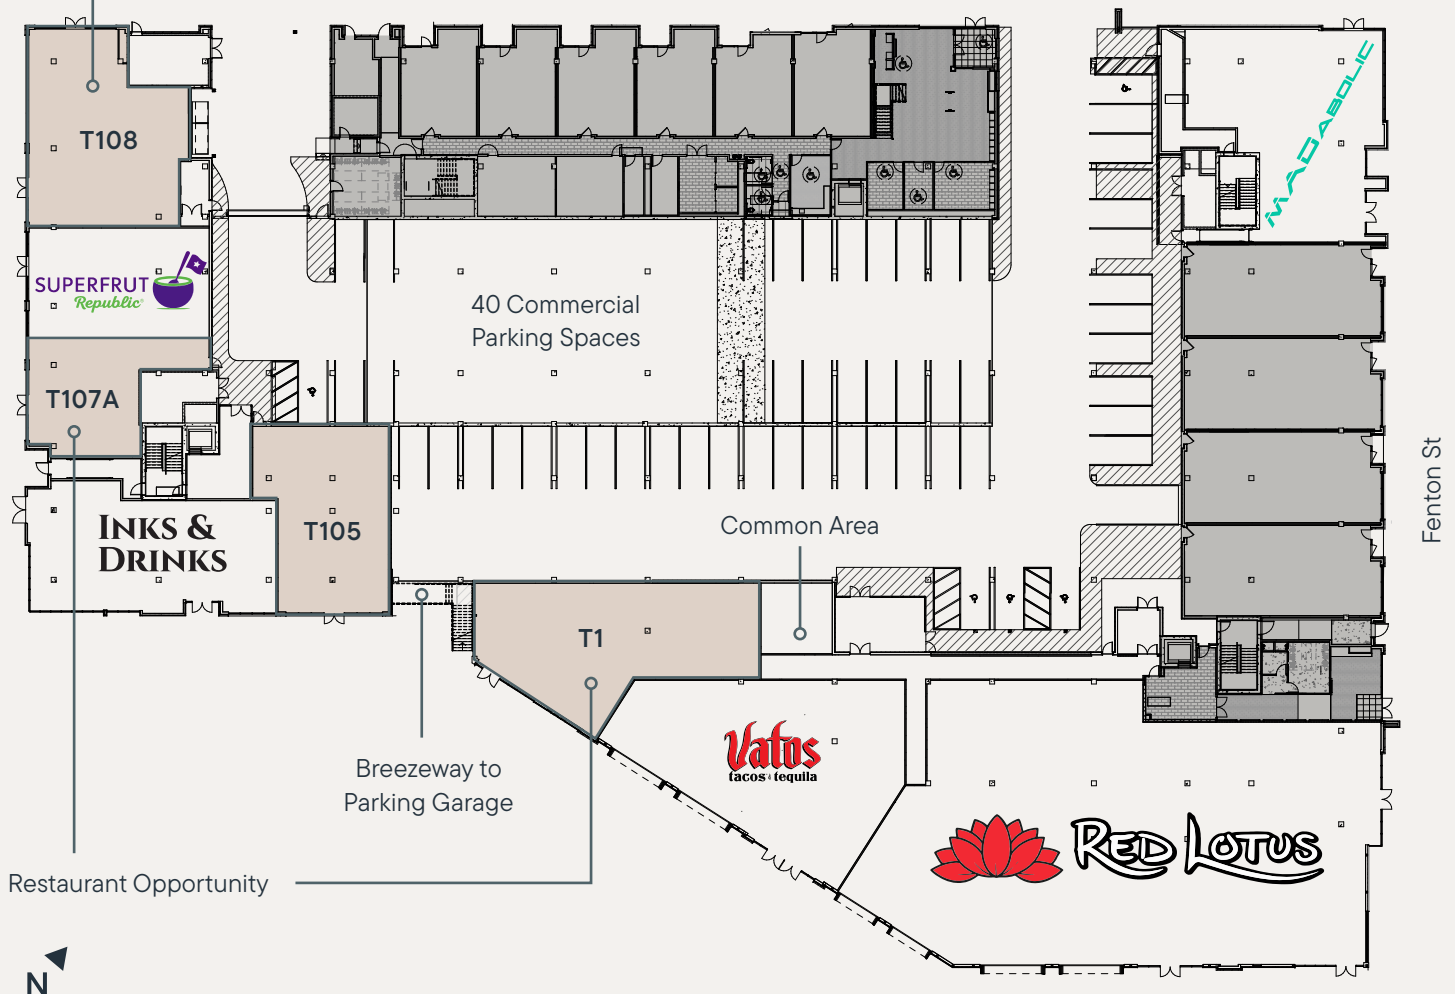 T108
MADABOLIC
SUPERFRUT
Republic
40 Commercial
Parking Spaces
T107A
Fenton St
INKS &
DRINKS
T105
Common Area
T1
Vatos
tacos & tequila
Breezeway to
Parking Garage
RED LOTUS
Restaurant Opportunity
N